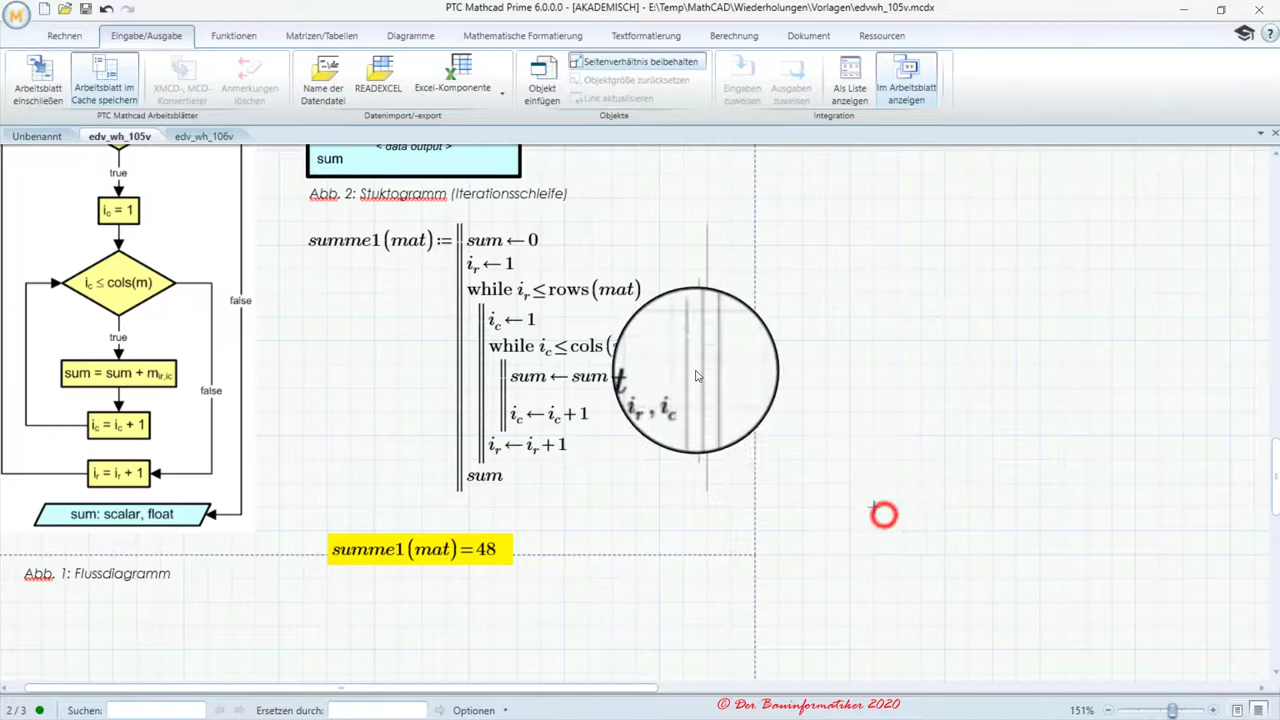 PTC Mathcad Prime 6.0.0.0 - [AKADEMISCH] - E:\Temp\MathCAD\Wiederholungen\Vorlagen\edvwh_105v.mcdx
Rechnen Eingabe/Ausgabe Funktionen Matrizen/Tabellen Diagramme Mathematische Formatierung Textformatierung Berechnung Dokument Ressourcen
Arbeitsblatt einschließen
Arbeitsblatt im Cache speichern
XMCD-, MCD-Konvertierer
Anmerkungen löschen
PTC Mathcad Arbeitsblätter
Name der Datendatei
READEXCEL
Excel-Komponente
Datenimport/-export
Objekt einfügen
Seitenverhältnis beibehalten
Objektgröße zurücksetzen
Link aktualisieren
Objekte
Eingaben zuweisen
Ausgaben zuweisen
Als Liste anzeigen
Im Arbeitsblatt anzeigen
Integration
Unbenannt edv_wh_105v edv_wh_106v
true
i_c = 1
i_c ≤ cols(m)
false
true
sum = sum + m_ir,ic
false
i_c = i_c + 1
i_r = i_r + 1
sum: scalar, float
Abb. 1: Flussdiagramm
< data output >
sum
Abb. 2: Stuktogramm (Iterationsschleife)
summe1(mat):= sum←0
i_r←1
while i_r≤rows(mat)
i_c←1
while i_c≤cols(
sum←sum+
t i_r, i_c
i_c←i_c+1
i_r←i_r+1
sum
summe1(mat)=48
2 / 3 Suchen: Ersetzen durch: Optionen 151%
© Der Bauinformatiker 2020